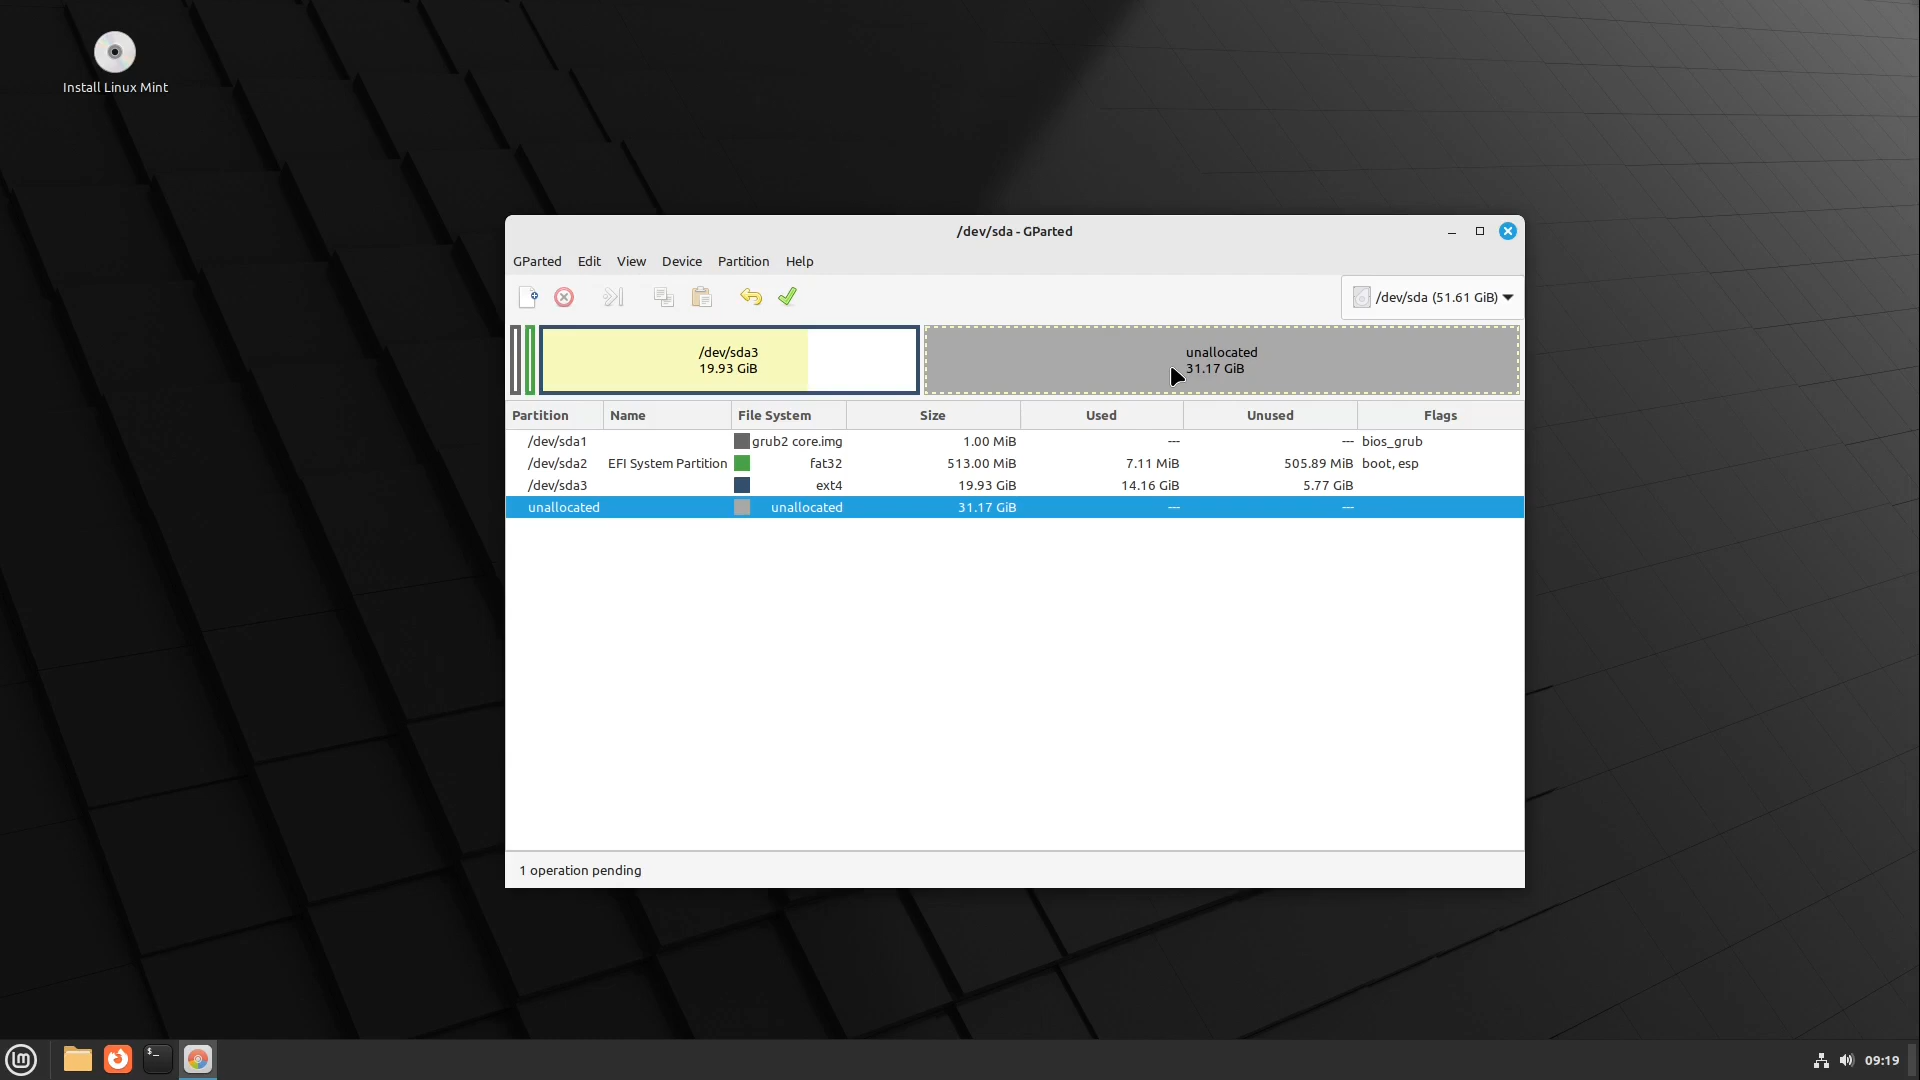 Install Linux Mint
/dev/sda - GParted
GParted Edit View Device Partition Help
/dev/sda (51.61 GiB)
/dev/sda3
19.93 GiB
unallocated
31.17 GiB
Partition Name File System Size Used Unused Flags
/dev/sda1 grub2 core.img 1.00 MiB --- --- bios_grub
/dev/sda2 EFI System Partition fat32 513.00 MiB 7.11 MiB 505.89 MiB boot, esp
/dev/sda3 ext4 19.93 GiB 14.16 GiB 5.77 GiB
unallocated unallocated 31.17 GiB --- ---
1 operation pending
09:19